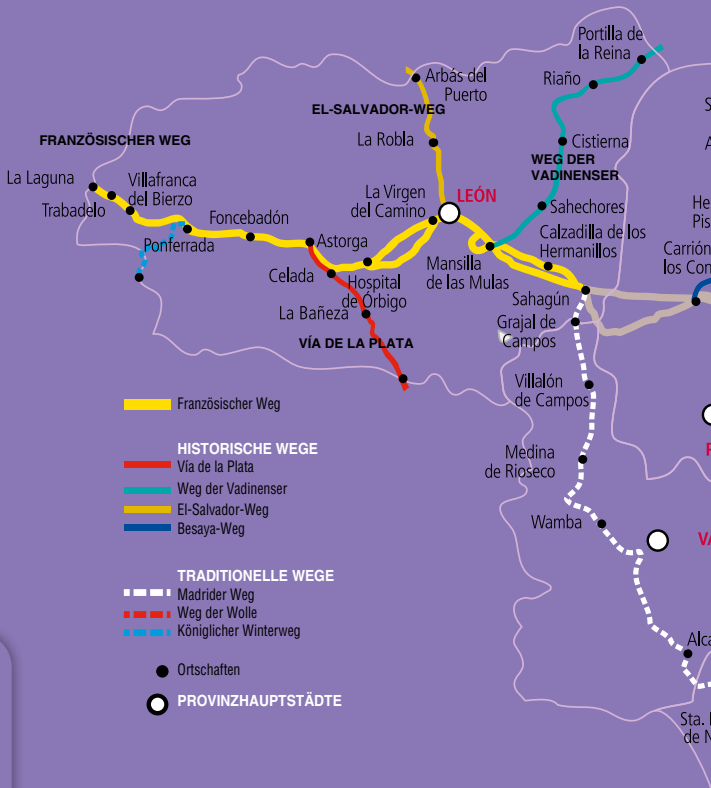 Portilla de
la Reina
Arbás del
Puerto
Riaño
EL-SALVADOR-WEG
FRANZÖSISCHER WEG
La Robla
Cistierna
WEG DER
VADINENSER
La Laguna
Villafranca
del Bierzo
Trabadelo
La Virgen
del Camino
LEÓN
Sahechores
Foncebadón
Calzadilla de los
Hermanillos
Ponferrada
Astorga
Carrión
los Con
Celada
Hospital
de Órbigo
Mansilla
de las Mulas
Sahagún
La Bañeza
Grajal de
Campos
VÍA DE LA PLATA
Villalón
de Campos
Französischer Weg
HISTORISCHE WEGE
Vía de la Plata
Weg der Vadinenser
El-Salvador-Weg
Besaya-Weg
Medina
de Rioseco
Wamba
VA
TRADITIONELLE WEGE
Madrider Weg
Weg der Wolle
Königlicher Winterweg
Alca
Ortschaften
PROVINZHAUPTSTÄDTE
Sta.
de N